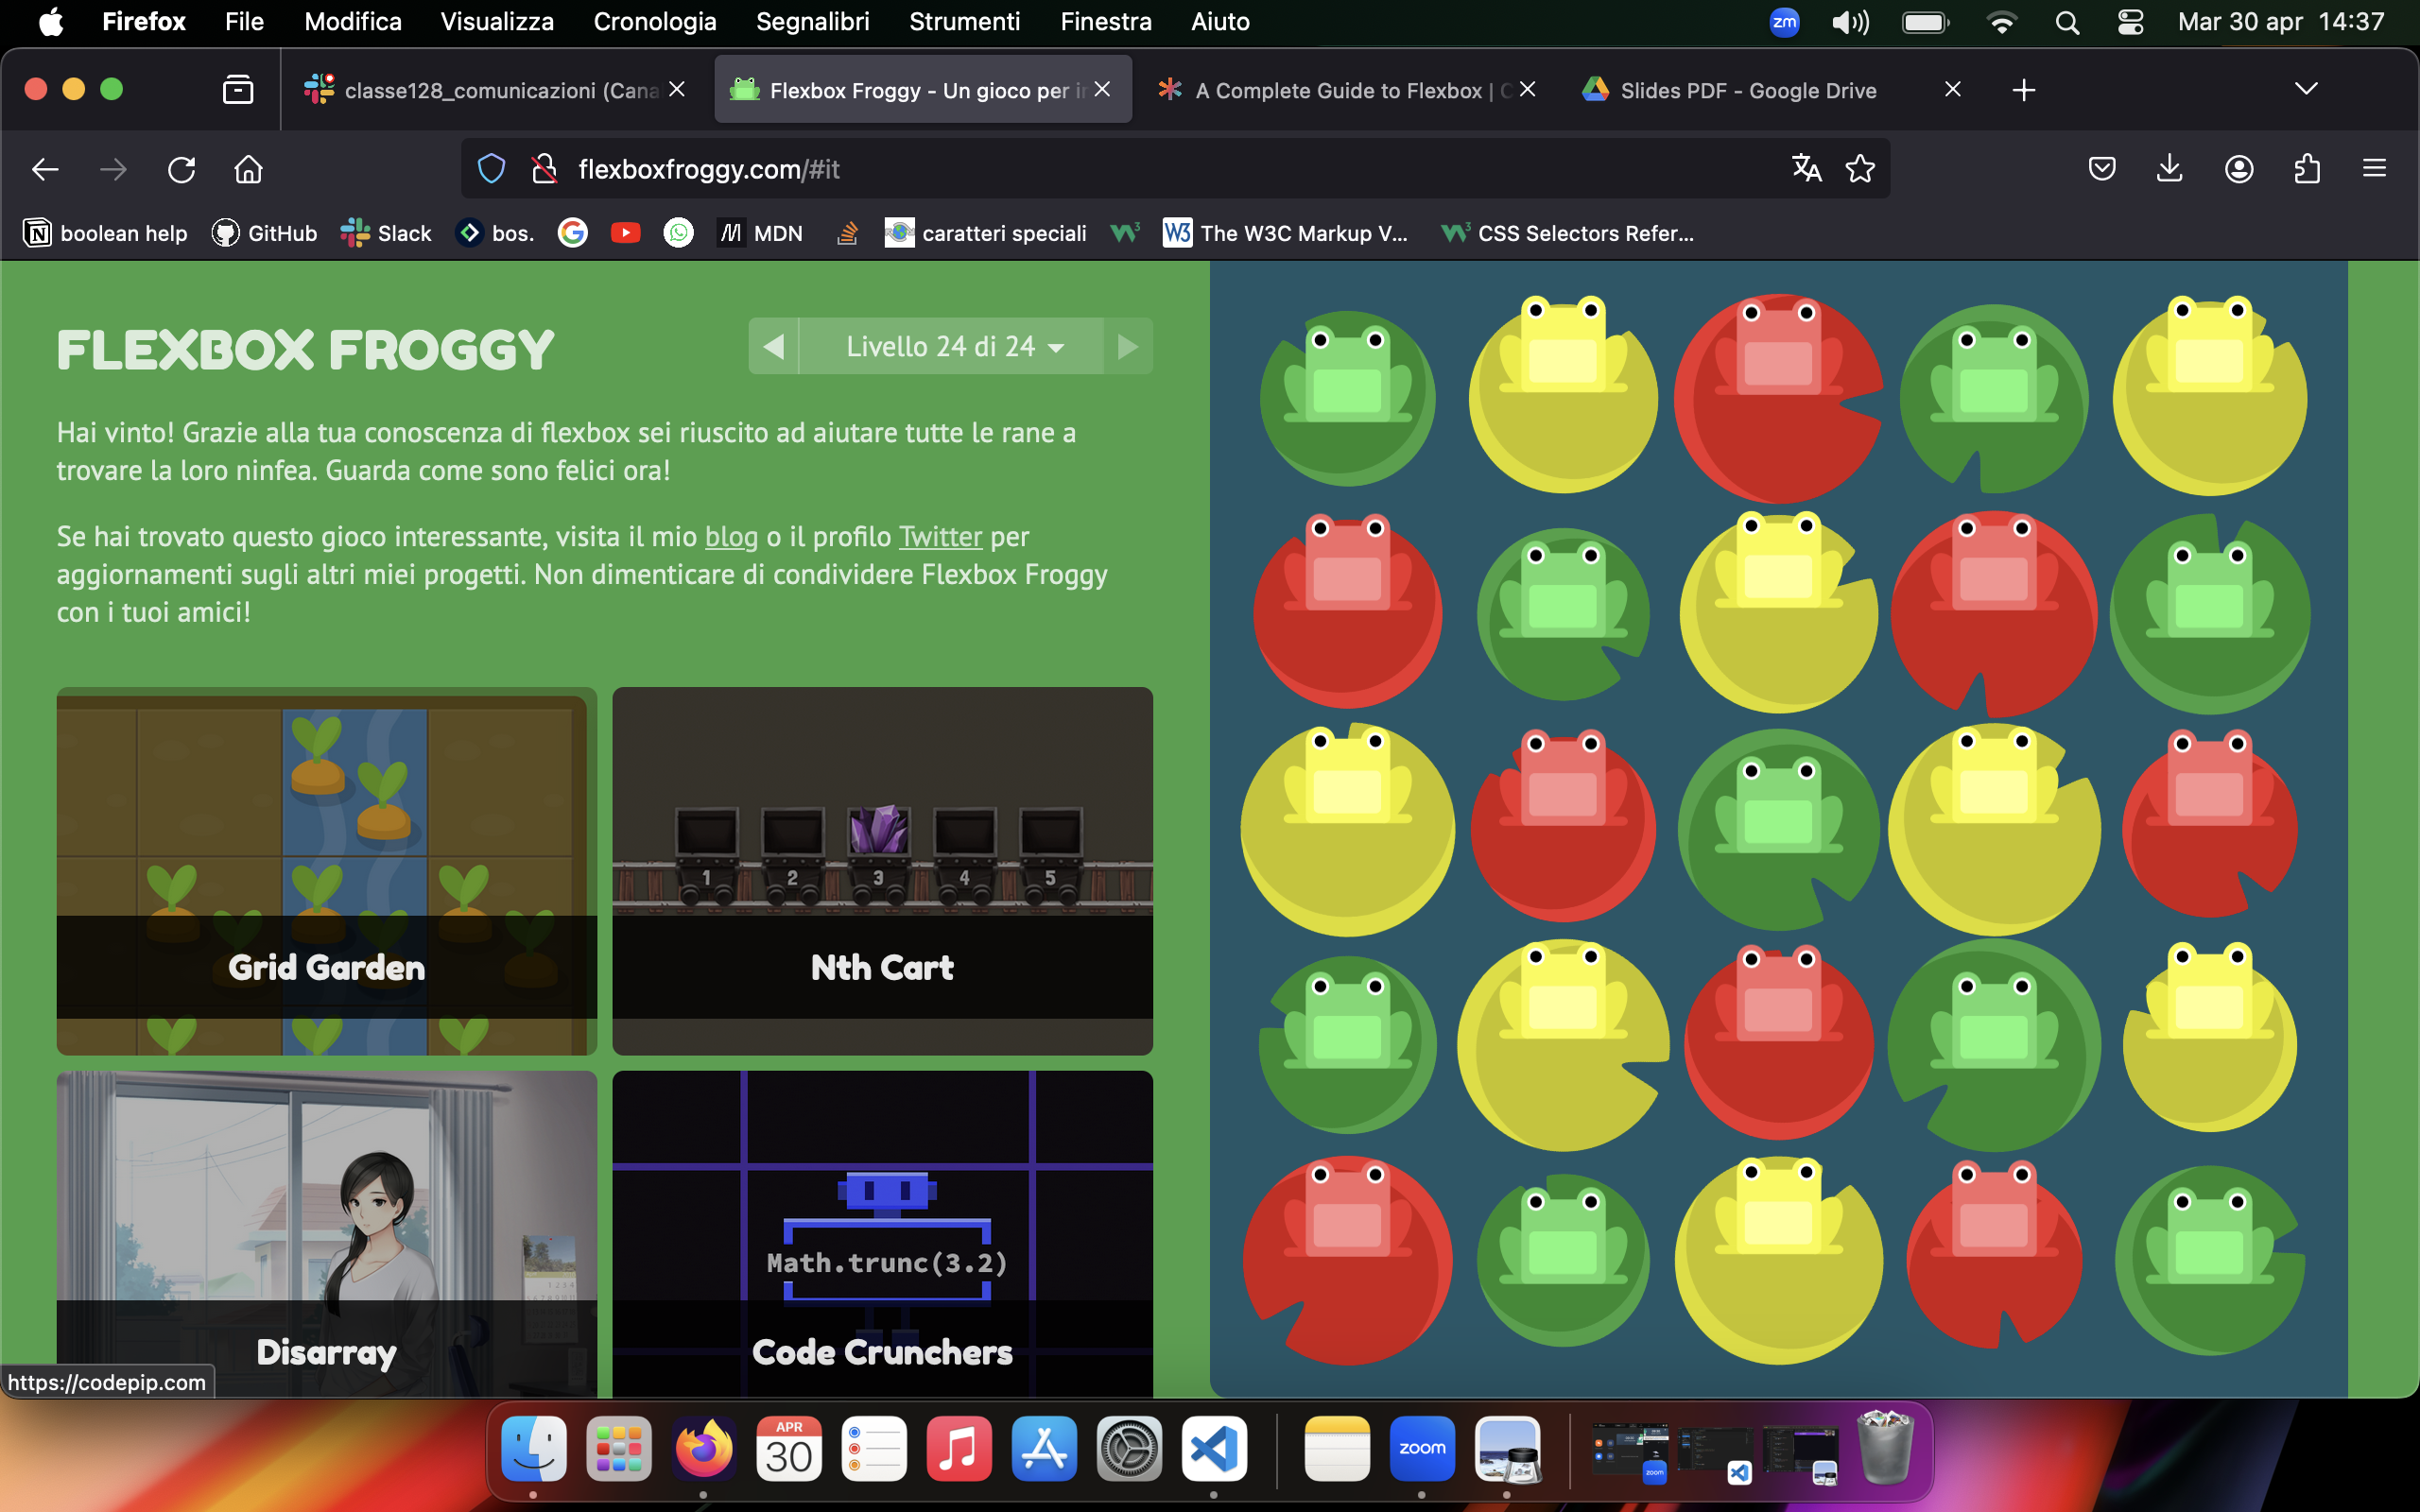 Firefox File Modifica Visualizza Cronologia Segnalibri Strumenti Finestra Aiuto zm Mar 30 apr 14:37
classe128_comunicazioni (Cana Flexbox Froggy - Un gioco per i A Complete Guide to Flexbox | C Slides PDF - Google Drive
flexboxfroggy.com/#it
boolean help GitHub Slack bos. MDN caratteri speciali The W3C Markup V... CSS Selectors Refer...
FLEXBOX FROGGY
Livello 24 di 24
Hai vinto! Grazie alla tua conoscenza di flexbox sei riuscito ad aiutare tutte le rane a
trovare la loro ninfea. Guarda come sono felici ora!
Se hai trovato questo gioco interessante, visita il mio blog o il profilo Twitter per
aggiornamenti sugli altri miei progetti. Non dimenticare di condividere Flexbox Froggy
con i tuoi amici!
1 2 3 4 5
Grid Garden
Nth Cart
Math.trunc(3.2)
Disarray
Code Crunchers
https://codepip.com
APR
30
zoom